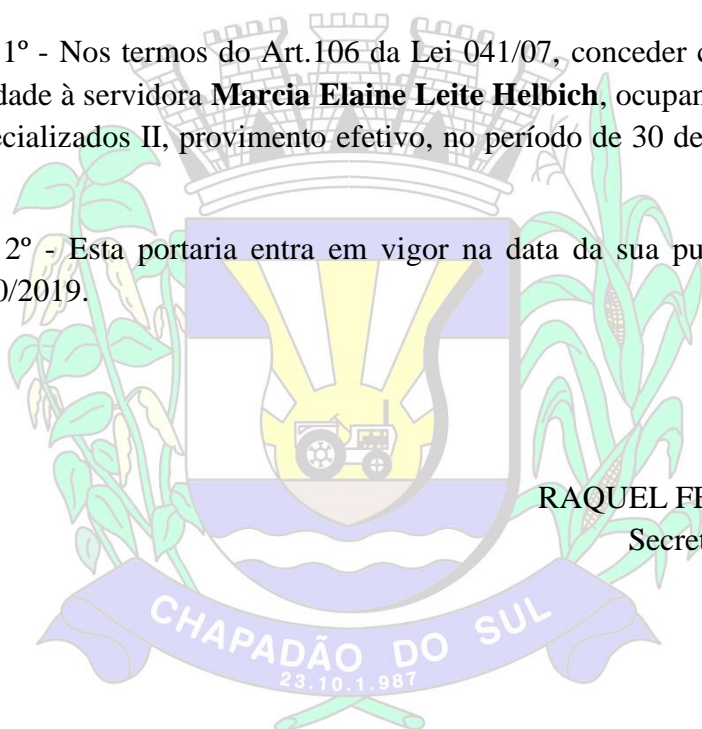 1º - Nos termos do Art.106 da Lei 041/07, conceder
dade à servidora Marcia Elaine Leite Helbich, ocupan
ecializados II, provimento efetivo, no período de 30 de
2º - Esta portaria entra em vigor na data da sua pu
0/2019.
RAQUEL FE
Secret
CHAPADÃO DO SUL
23.10.1.987